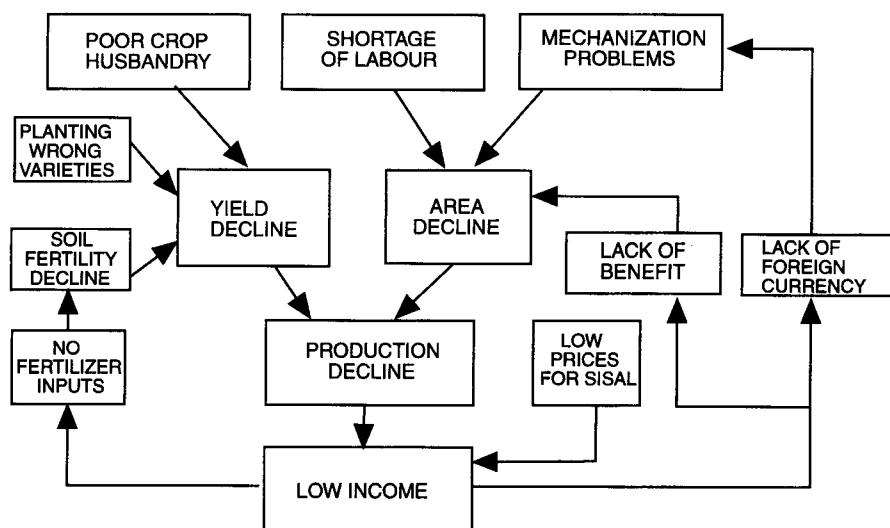 POOR CROP
HUSBANDRY
SHORTAGE
OF LABOUR
MECHANIZATION
PROBLEMS
PLANTING
WRONG
VARIETIES
YIELD
DECLINE
AREA
DECLINE
SOIL
FERTILITY
DECLINE
LACK OF
BENEFIT
LACK OF
FOREIGN
CURRENCY
NO
FERTILIZER
INPUTS
PRODUCTION
DECLINE
LOW
PRICES
FOR SISAL
LOW INCOME